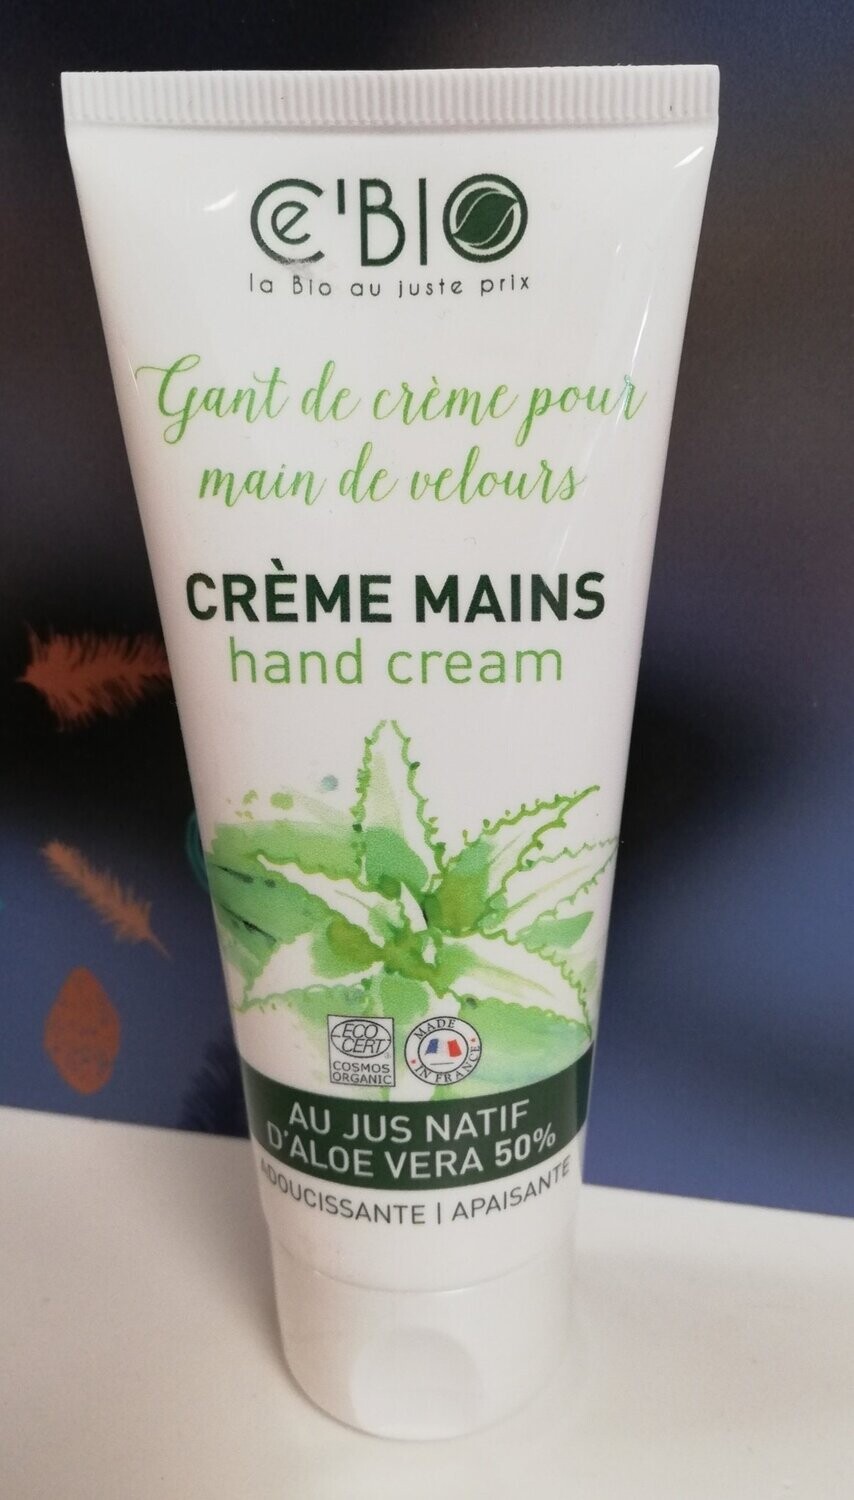 Ce'BIO
la Bio au juste prix
Gant de crème pour
main de velours
CRÈME MAINS
hand cream
ECO
CERT
®
COSMOS
ORGANIC
MADE
IN FRANCE
AU JUS NATIF
D'ALOE VERA 50%
ADOUCISSANTE | APAISANTE